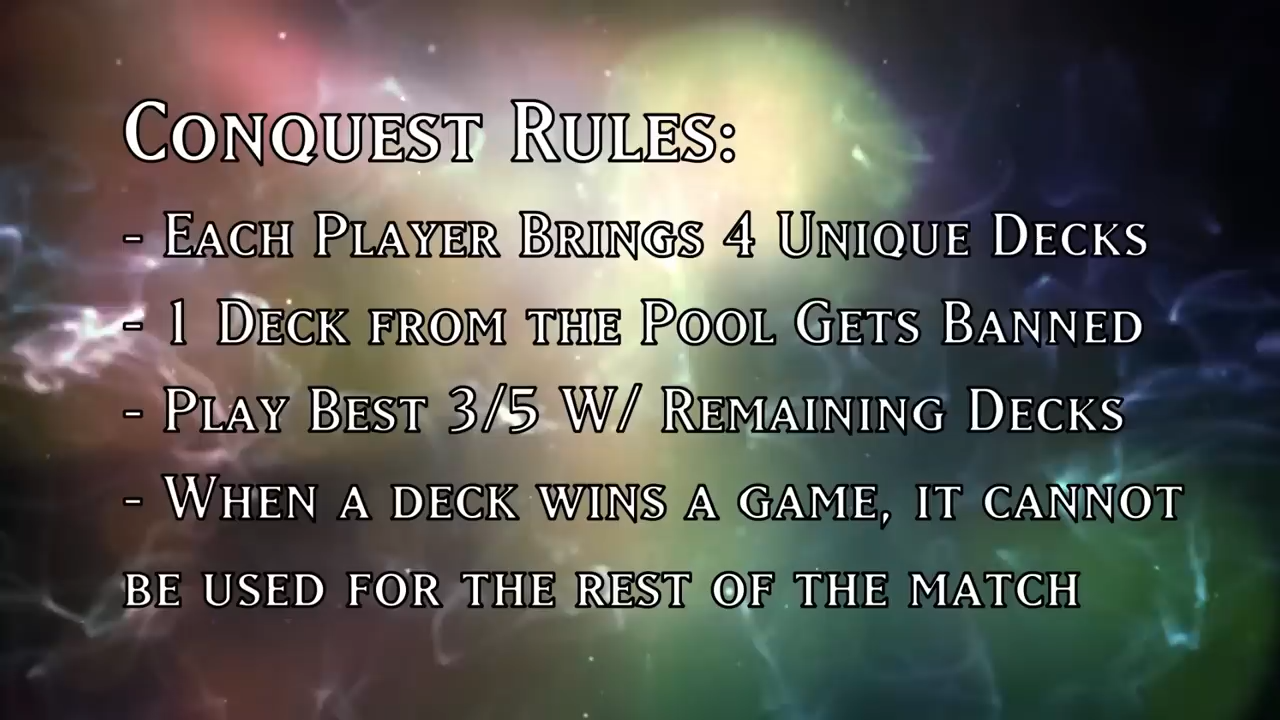 Conquest Rules:
- Each Player Brings 4 Unique Decks
- 1 Deck from the Pool Gets Banned
- Play Best 3/5 W/ Remaining Decks
- When a deck wins a game, it cannot
be used for the rest of the match